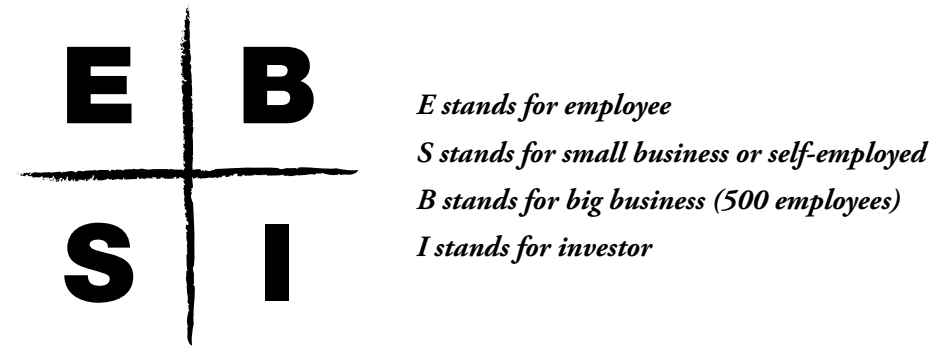 E B
S I
E stands for employee
S stands for small business or self-employed
B stands for big business (500 employees)
I stands for investor